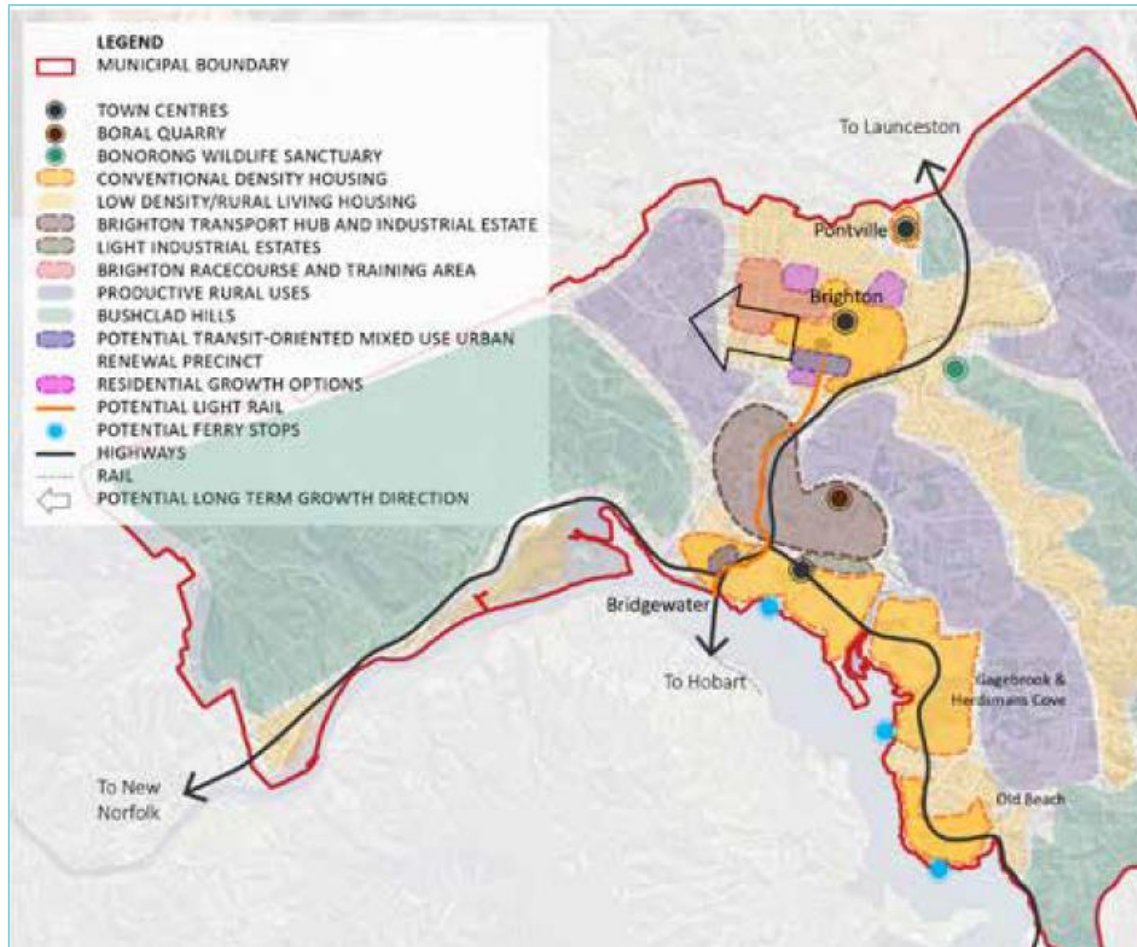 LEGEND
MUNICIPAL BOUNDARY
TOWN CENTRES
BORAL QUARRY
BONORONG WILDLIFE SANCTUARY
CONVENTIONAL DENSITY HOUSING
LOW DENSITY/RURAL LIVING HOUSING
BRIGHTON TRANSPORT HUB AND INDUSTRIAL ESTATE
LIGHT INDUSTRIAL ESTATES
BRIGHTON RACECOURSE AND TRAINING AREA
PRODUCTIVE RURAL USES
BUSHCLAD HILLS
POTENTIAL TRANSIT-ORIENTED MIXED USE URBAN
RENEWAL PRECINCT
RESIDENTIAL GROWTH OPTIONS
POTENTIAL LIGHT RAIL
POTENTIAL FERRY STOPS
HIGHWAYS
RAIL
POTENTIAL LONG TERM GROWTH DIRECTION
To Launceston
Pontville
Brighton
Bridgewater
To Hobart
Gagebrook &
Herdsmans Cove
To New
Norfolk
Old Beach